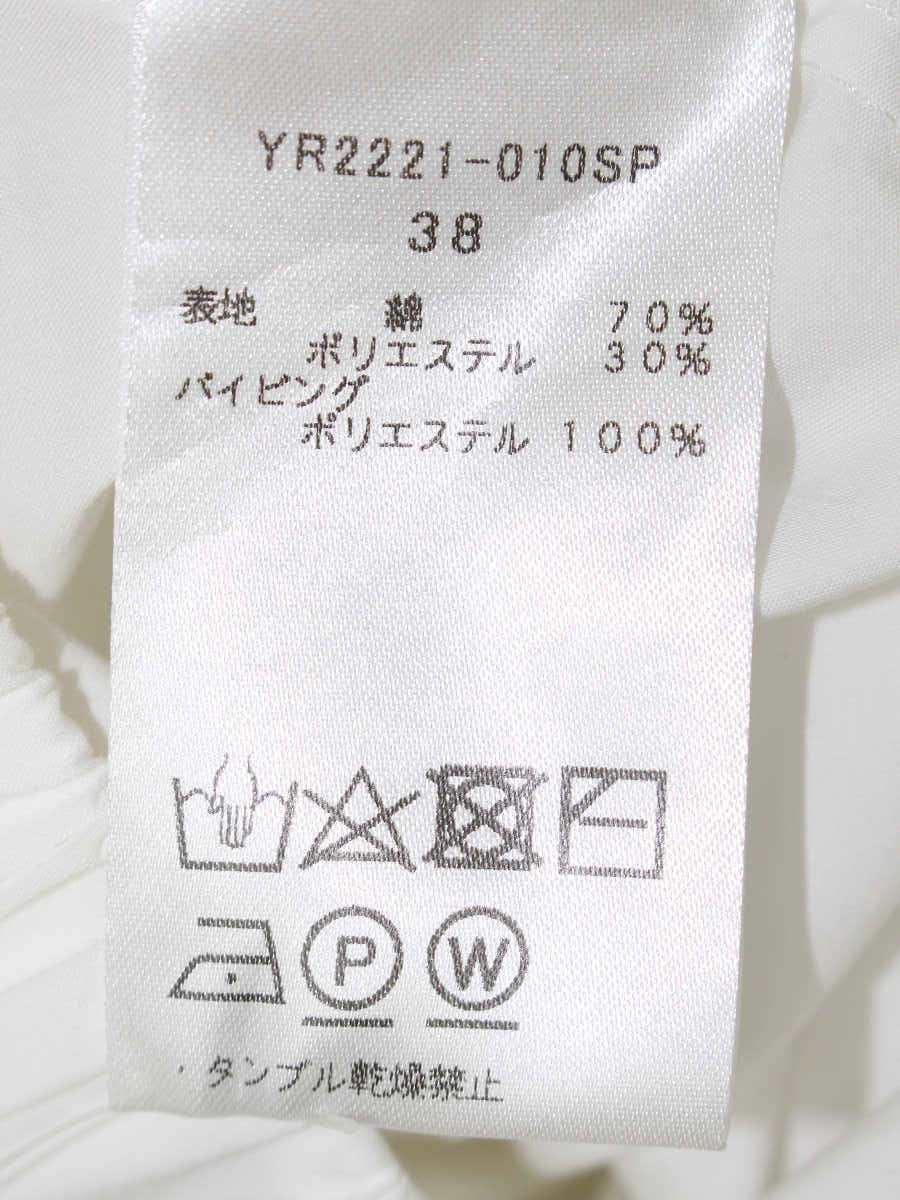 YR2221-010SP
38
表地 綿 70%
ポリエステル 30%
パイピング
ポリエステル 100%
P W
・タンブル乾燥禁止